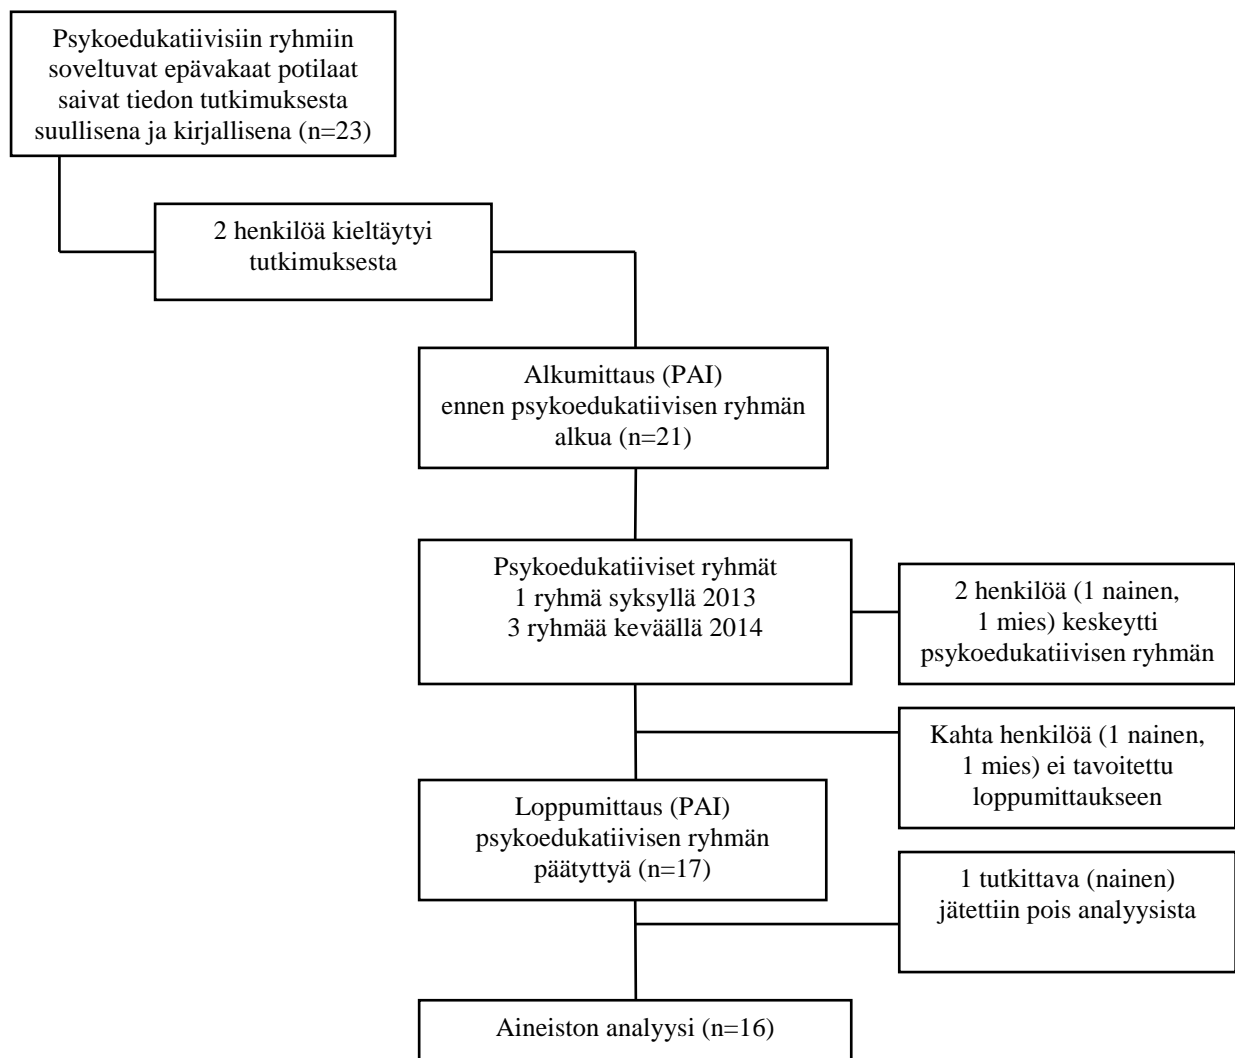 Psykoedukatiivisiin ryhmiin
soveltuvat epävakaat potilaat
saivat tiedon tutkimuksesta
suullisena ja kirjallisena (n=23)
2 henkilöä kieltäytyi
tutkimuksesta
Alkumittaus (PAI)
ennen psykoedukatiivisen ryhmän
alkua (n=21)
Psykoedukatiiviset ryhmät
1 ryhmä syksyllä 2013
3 ryhmää keväällä 2014
2 henkilöä (1 nainen,
1 mies) keskeytti
psykoedukatiivisen ryhmän
Kahta henkilöä (1 nainen,
1 mies) ei tavoitettu
loppumittaukseen
Loppumittaus (PAI)
psykoedukatiivisen ryhmän
päätyttyä (n=17)
1 tutkittava (nainen)
jätettiin pois analyysista
Aineiston analyysi (n=16)